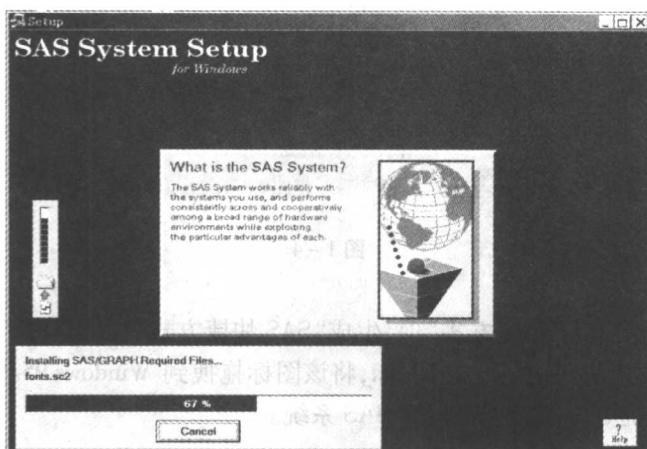 Setup
SAS System Setup
for Windows
What is the SAS System?
The SAS System works reliably with
the systems you use, and performs
consistently across and cooperatively
among a broad range of hardware
environments while exploiting
the particular advantages of each.
Installing SAS/GRAPH Required Files...
fonts.sc2
67 %
Cancel
?
Help